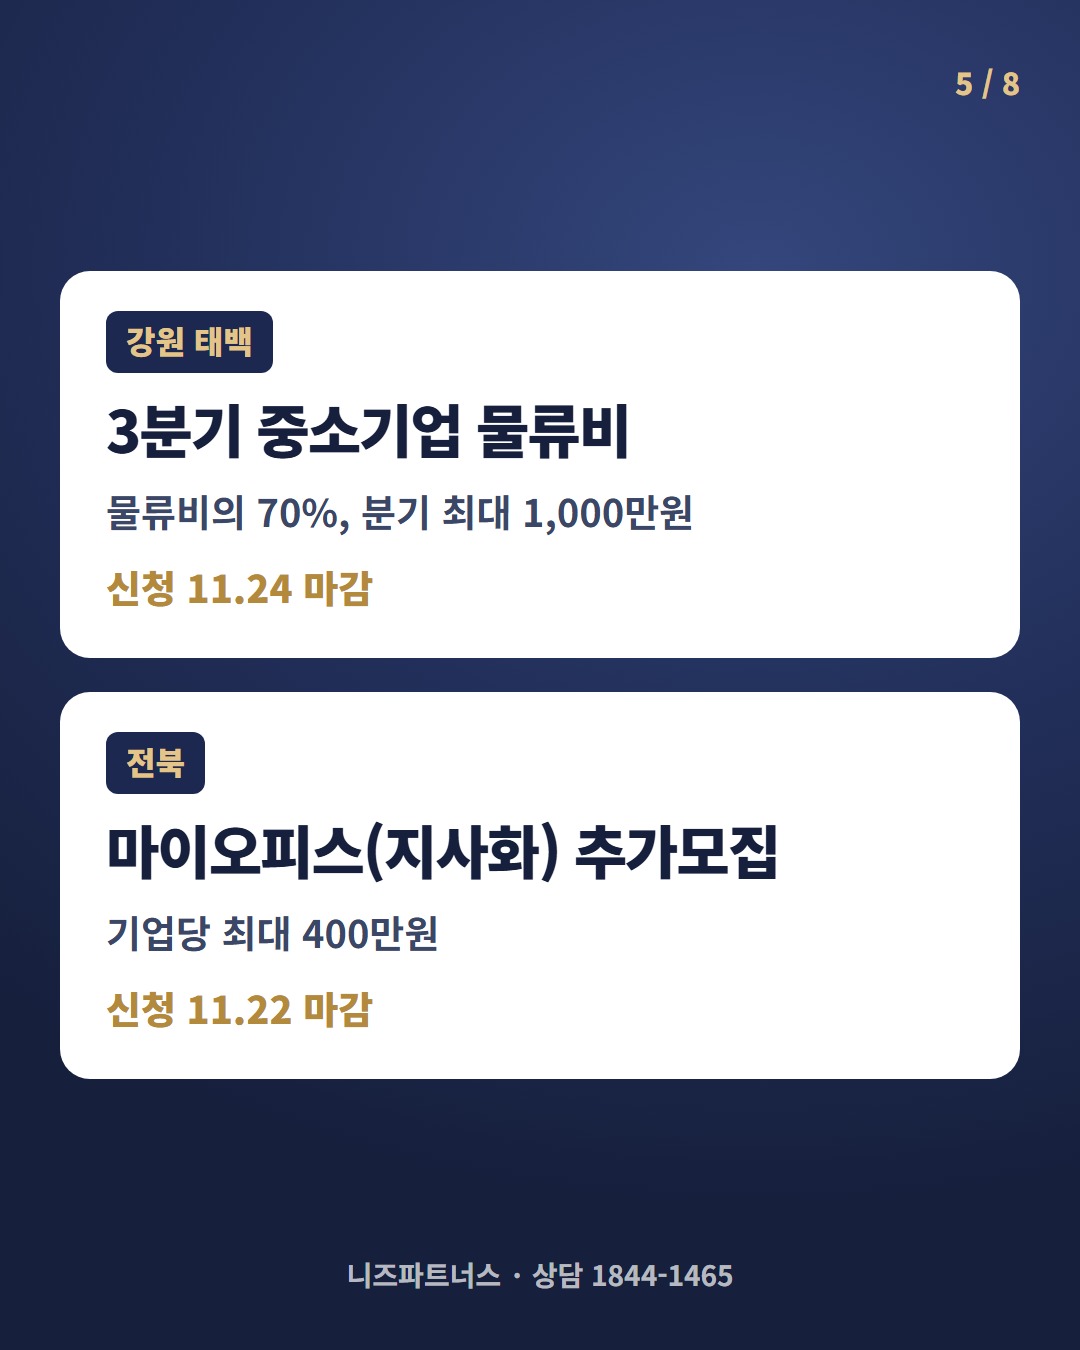 5 / 8
강원 태백
3분기 중소기업 물류비
물류비의 70%, 분기 최대 1,000만원
신청 11.24 마감
전북
마이오피스(지사화) 추가모집
기업당 최대 400만원
신청 11.22 마감
니즈파트너스 · 상담 1844-1465